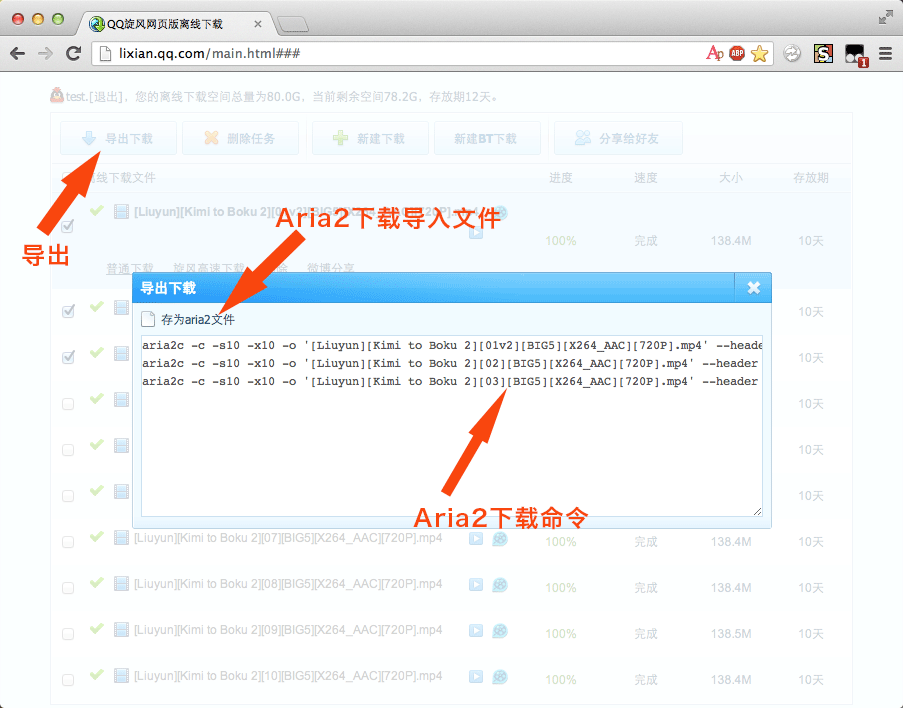 QQ旋风网页版离线下载
lixian.qq.com/main.html###
test.[退出]，您的离线下载空间总量为80.0G，当前剩余空间78.2G，存放期12天。
导出下载 删除任务 新建下载 新建BT下载 分享给好友
离线下载文件 进度 速度 大小 存放期
[Liuyun][Kimi to Boku 2][01v2][BIG5][X264_AAC][720P].mp4
Aria2下载导入文件
导出
100% 完成 138.4M 10天
普通下载 旋风高速下载 微博分享
导出下载
存为aria2文件
10天
aria2c -c -s10 -x10 -o '[Liuyun][Kimi to Boku 2][01v2][BIG5][X264_AAC][720P].mp4' --heade
aria2c -c -s10 -x10 -o '[Liuyun][Kimi to Boku 2][02][BIG5][X264_AAC][720P].mp4' --header
10天
aria2c -c -s10 -x10 -o '[Liuyun][Kimi to Boku 2][03][BIG5][X264_AAC][720P].mp4' --header
10天
10天
10天
Aria2下载命令
[Liuyun][Kimi to Boku 2][07][BIG5][X264_AAC][720P].mp4 100% 完成 138.4M 10天
[Liuyun][Kimi to Boku 2][08][BIG5][X264_AAC][720P].mp4 100% 完成 138.4M 10天
[Liuyun][Kimi to Boku 2][09][BIG5][X264_AAC][720P].mp4 100% 完成 138.5M 10天
[Liuyun][Kimi to Boku 2][10][BIG5][X264_AAC][720P].mp4 100% 完成 138.4M 10天